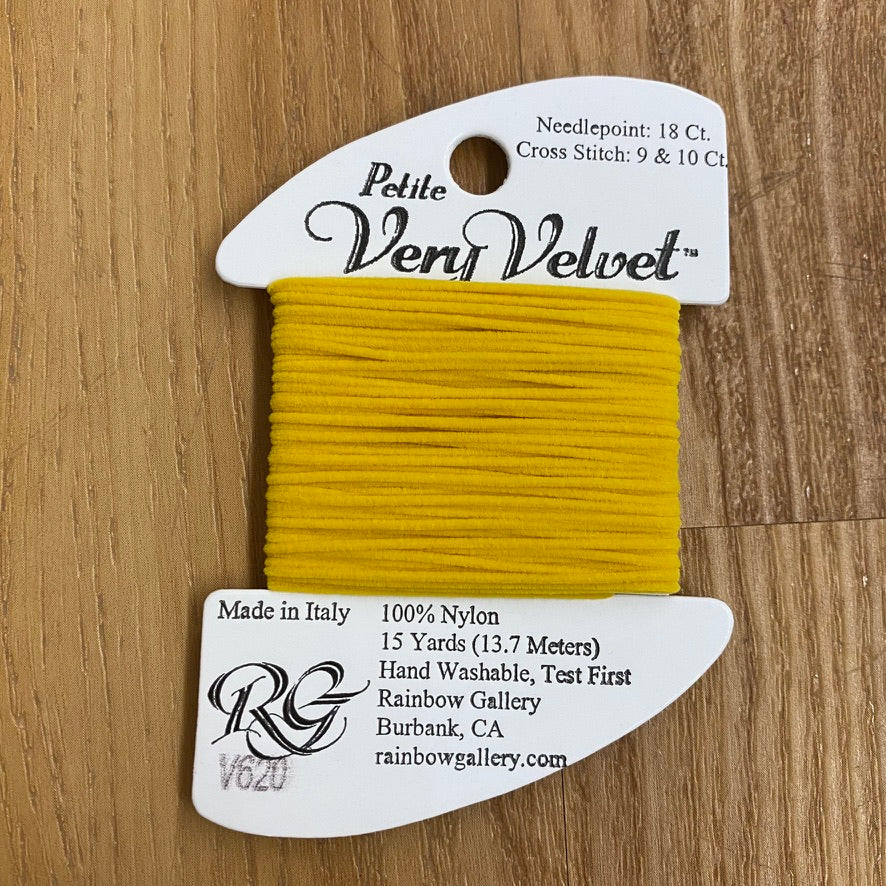 Needlepoint: 18 Ct.
Cross Stitch: 9 & 10 Ct.
Petite
Very Velvet™
Made in Italy
100% Nylon
15 Yards (13.7 Meters)
Hand Washable, Test First
Rainbow Gallery
Burbank, CA
rainbowgallery.com
RG
V620